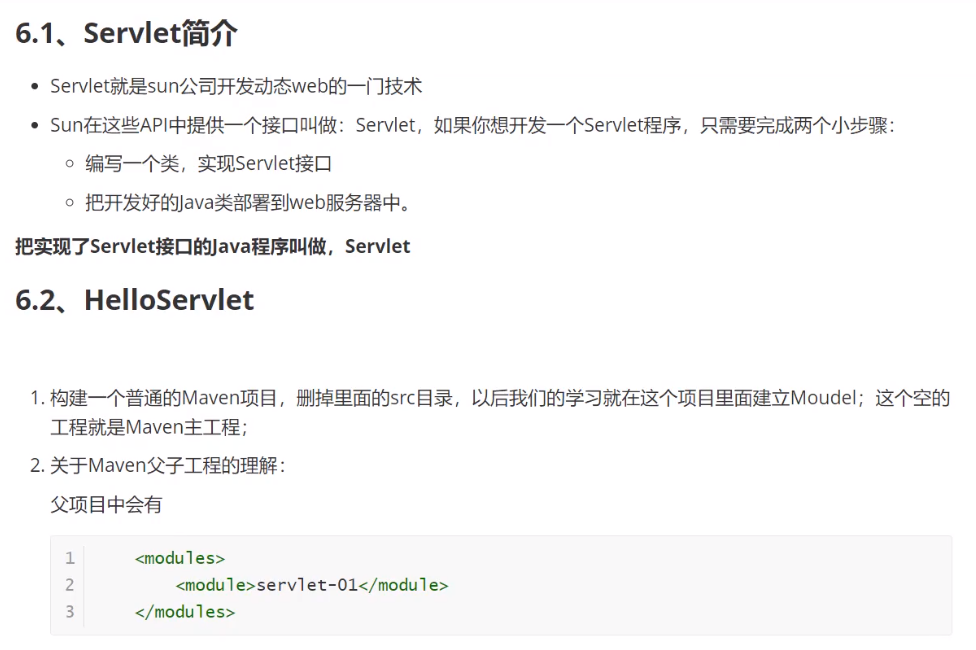 6.1、Servlet简介
• Servlet就是sun公司开发动态web的一门技术
• Sun在这些API中提供一个接口叫做：Servlet，如果你想开发一个Servlet程序，只需要完成两个小步骤：
◦ 编写一个类，实现Servlet接口
◦ 把开发好的Java类部署到web服务器中。
把实现了Servlet接口的Java程序叫做，Servlet
6.2、HelloServlet
1. 构建一个普通的Maven项目，删掉里面的src目录，以后我们的学习就在这个项目里面建立Moudel；这个空的
工程就是Maven主工程；
2. 关于Maven父子工程的理解：
父项目中会有
1 <modules>
2 <module>servlet-01</module>
3 </modules>